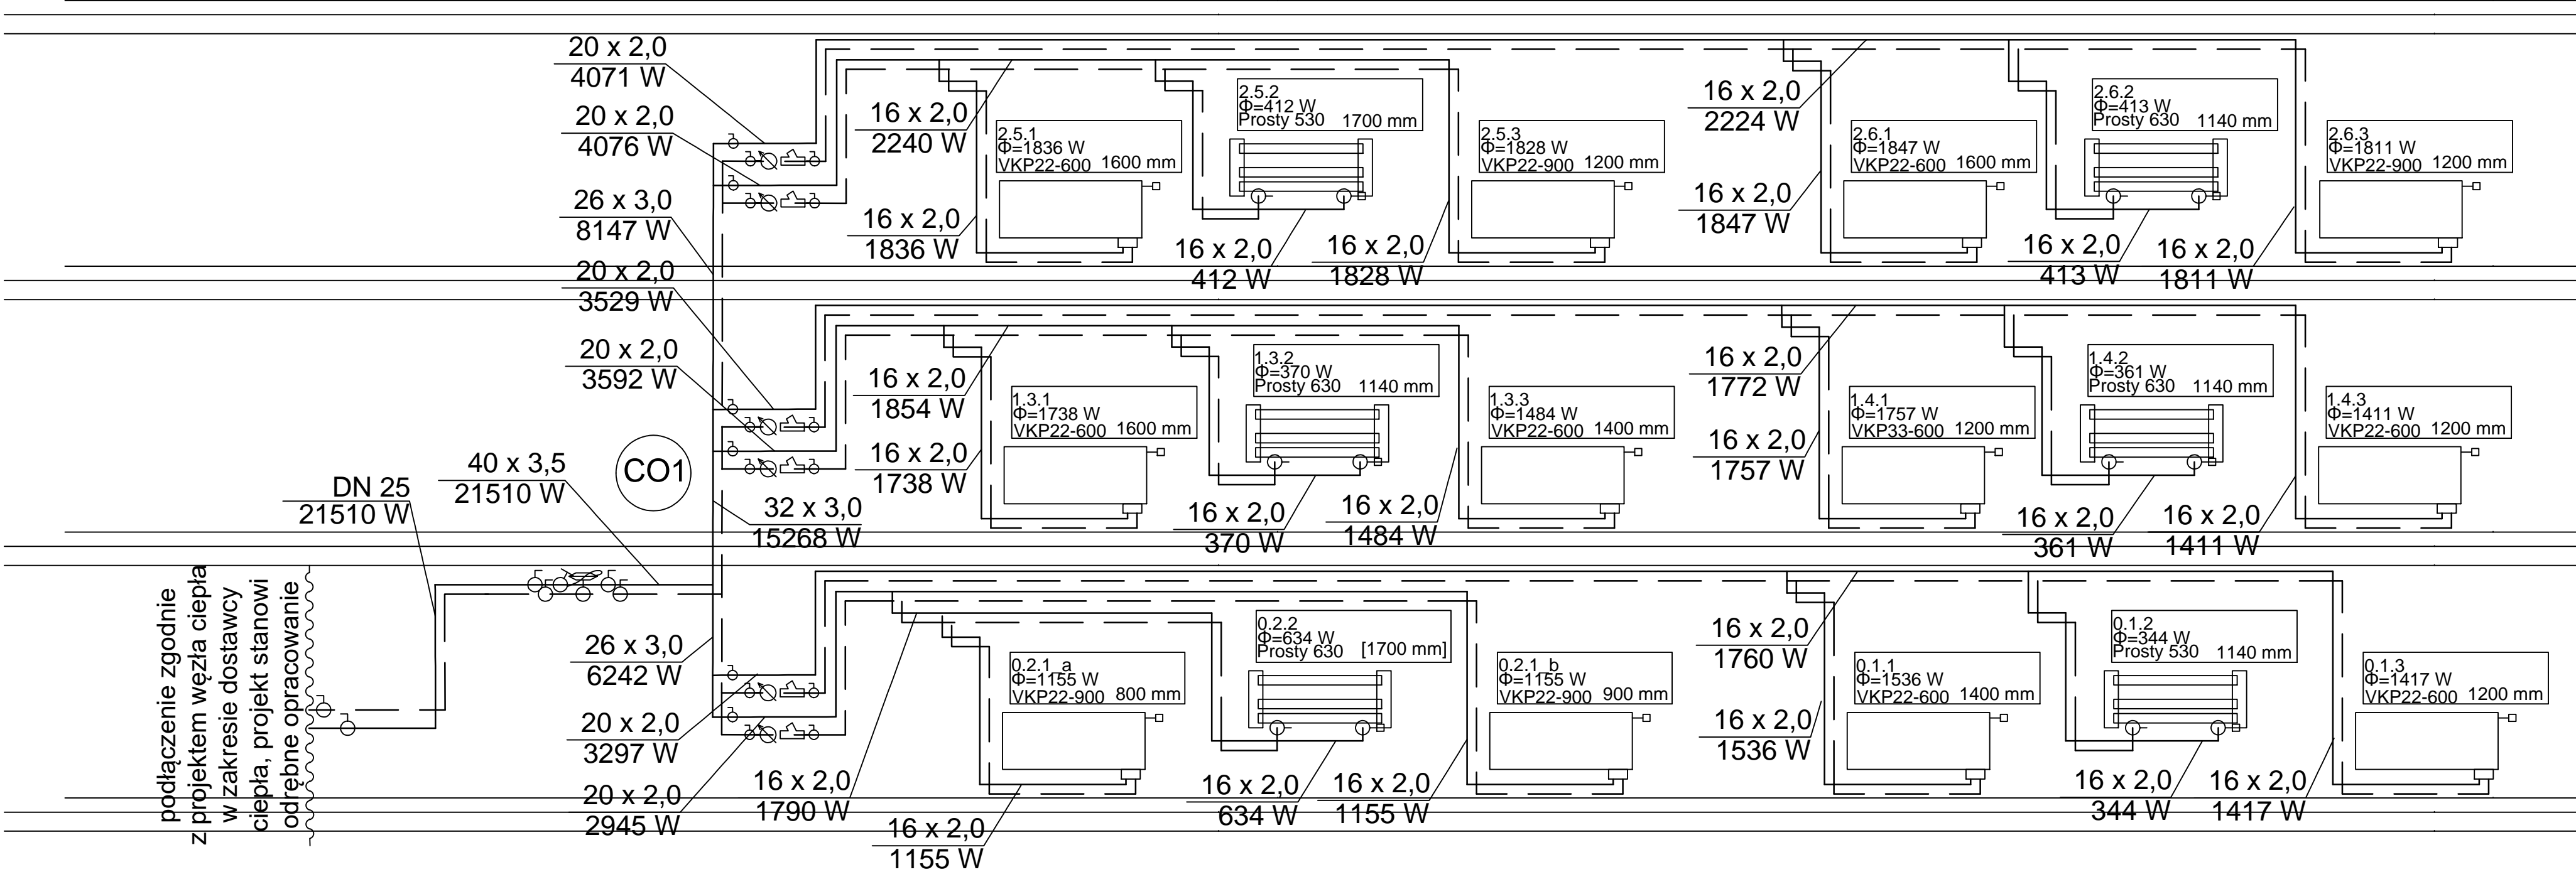 20 x 2,0
4071 W
20 x 2,0
4076 W
26 x 3,0
8147 W
16 x 2,0
2240 W
16 x 2,0
1836 W
2.5.1
Φ=1836 W
VKP22-600 1600 mm
2.5.2
Φ=412 W
Prosty 530 1700 mm
16 x 2,0
412 W
16 x 2,0
1828 W
2.5.3
Φ=1828 W
VKP22-900 1200 mm
16 x 2,0
2224 W
16 x 2,0
1847 W
2.6.1
Φ=1847 W
VKP22-600 1600 mm
2.6.2
Φ=413 W
Prosty 630 1140 mm
16 x 2,0
413 W
16 x 2,0
1811 W
2.6.3
Φ=1811 W
VKP22-900 1200 mm
20 x 2,0
3529 W
20 x 2,0
3592 W
16 x 2,0
1854 W
16 x 2,0
1738 W
1.3.1
Φ=1738 W
VKP22-600 1600 mm
1.3.2
Φ=370 W
Prosty 630 1140 mm
16 x 2,0
370 W
16 x 2,0
1484 W
1.3.3
Φ=1484 W
VKP22-600 1400 mm
16 x 2,0
1772 W
16 x 2,0
1757 W
1.4.1
Φ=1757 W
VKP33-600 1200 mm
1.4.2
Φ=361 W
Prosty 630 1140 mm
16 x 2,0
361 W
16 x 2,0
1411 W
1.4.3
Φ=1411 W
VKP22-600 1200 mm
CO1
DN 25
21510 W
40 x 3,5
21510 W
32 x 3,0
15268 W
podłączenie zgodnie
z projektem węzła ciepła
w zakresie dostawcy
ciepła, projekt stanowi
odrębne opracowanie
26 x 3,0
6242 W
20 x 2,0
3297 W
20 x 2,0
2945 W
16 x 2,0
1790 W
16 x 2,0
1155 W
0.2.1_a
Φ=1155 W
VKP22-900 800 mm
0.2.2
Φ=634 W
Prosty 630 [1700 mm]
16 x 2,0
634 W
16 x 2,0
1155 W
0.2.1_b
Φ=1155 W
VKP22-900 900 mm
16 x 2,0
1760 W
16 x 2,0
1536 W
0.1.1
Φ=1536 W
VKP22-600 1400 mm
0.1.2
Φ=344 W
Prosty 530 1140 mm
16 x 2,0
344 W
16 x 2,0
1417 W
0.1.3
Φ=1417 W
VKP22-600 1200 mm